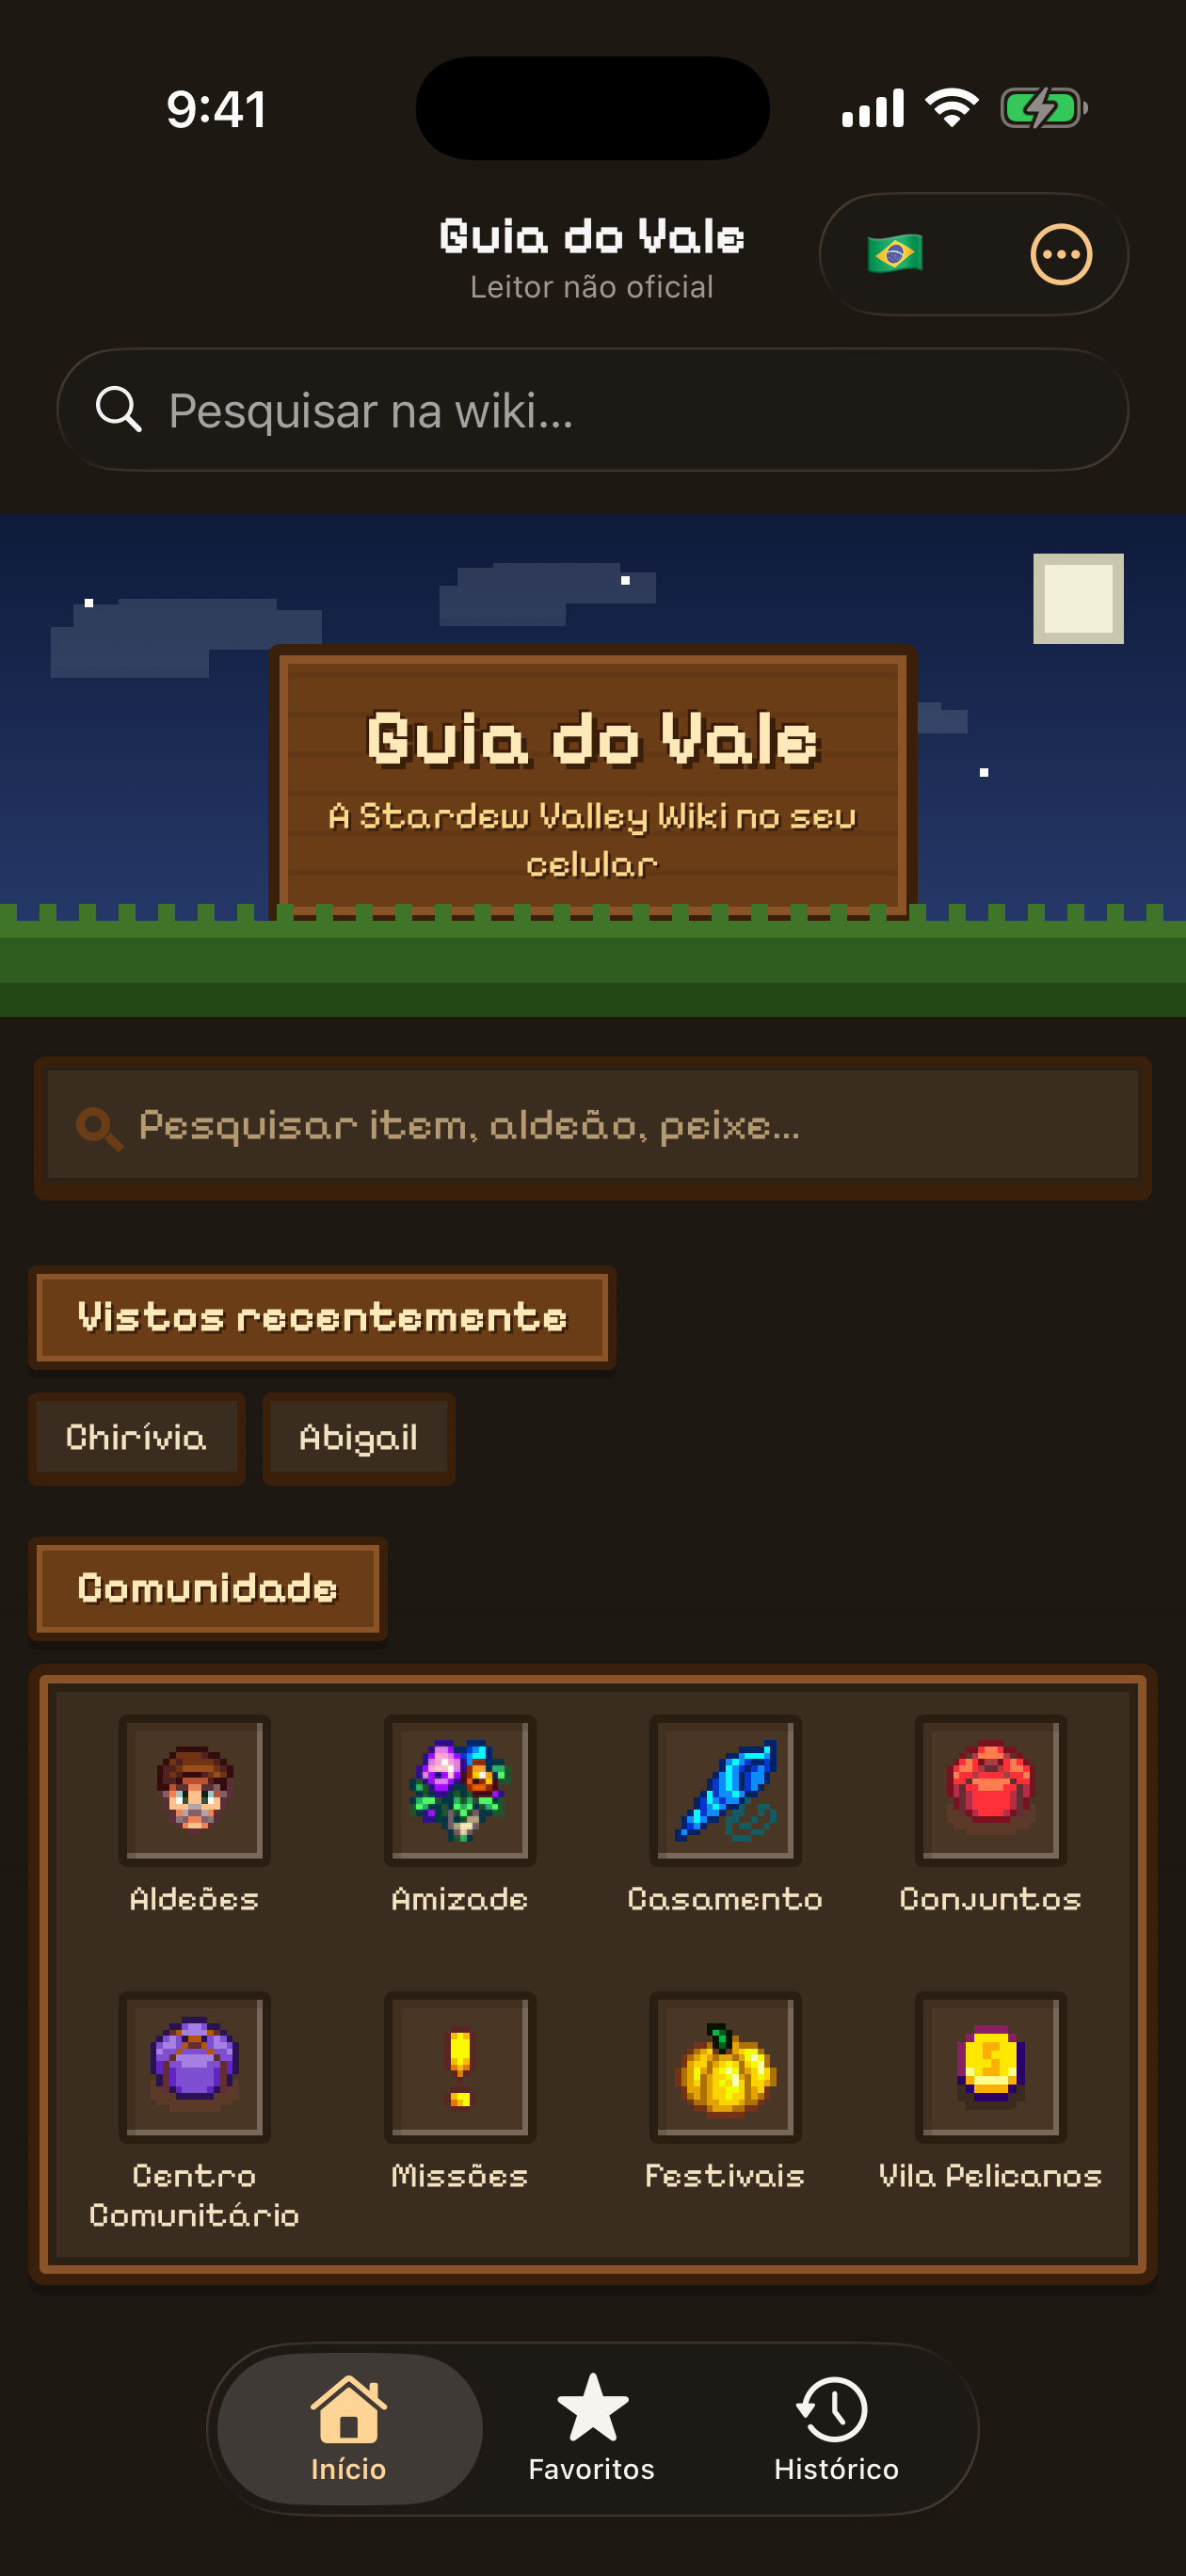 9:41
Guia do Vale
Leitor não oficial
Pesquisar na wiki...
Guia do Vale
A Stardew Valley Wiki no seu
celular
Pesquisar item, aldeão, peixe...
Vistos recentemente
Chirívia
Abigail
Comunidade
Aldeões
Amizade
Casamento
Conjuntos
Centro
Comunitário
Missões
Festivais
Vila Pelicanos
Início
Favoritos
Histórico